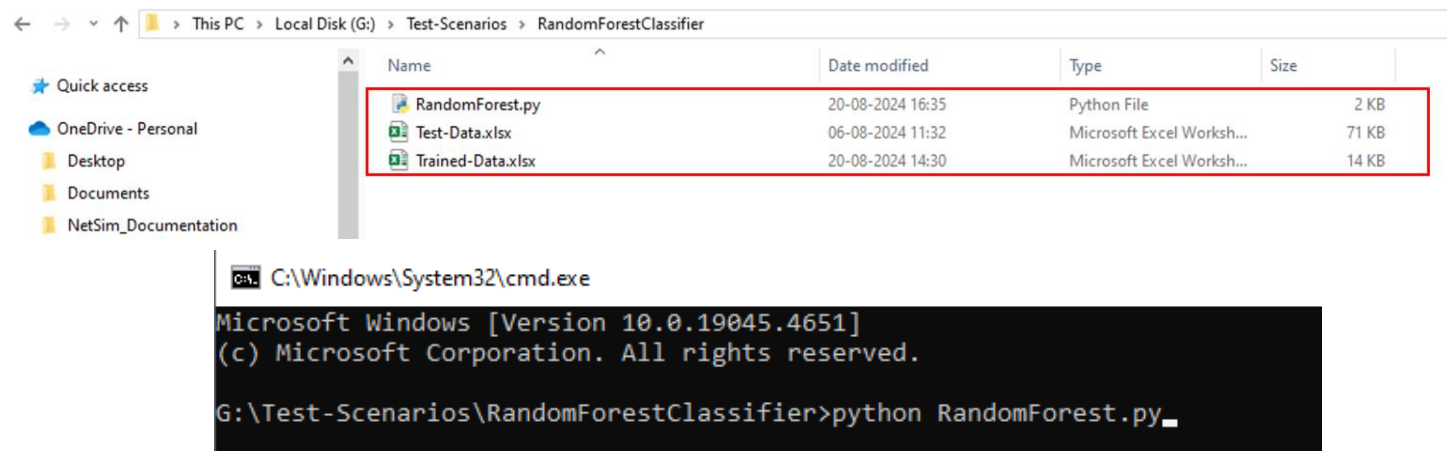 This PC > Local Disk (G:) > Test-Scenarios > RandomForestClassifier
Name Date modified Type Size
Quick access
RandomForest.py 20-08-2024 16:35 Python File 2 KB
OneDrive - Personal
Test-Data.xlsx 06-08-2024 11:32 Microsoft Excel Worksh... 71 KB
Desktop
Trained-Data.xlsx 20-08-2024 14:30 Microsoft Excel Worksh... 14 KB
Documents
NetSim_Documentation
C:\Windows\System32\cmd.exe
Microsoft Windows [Version 10.0.19045.4651]
(c) Microsoft Corporation. All rights reserved.
G:\Test-Scenarios\RandomForestClassifier>python RandomForest.py